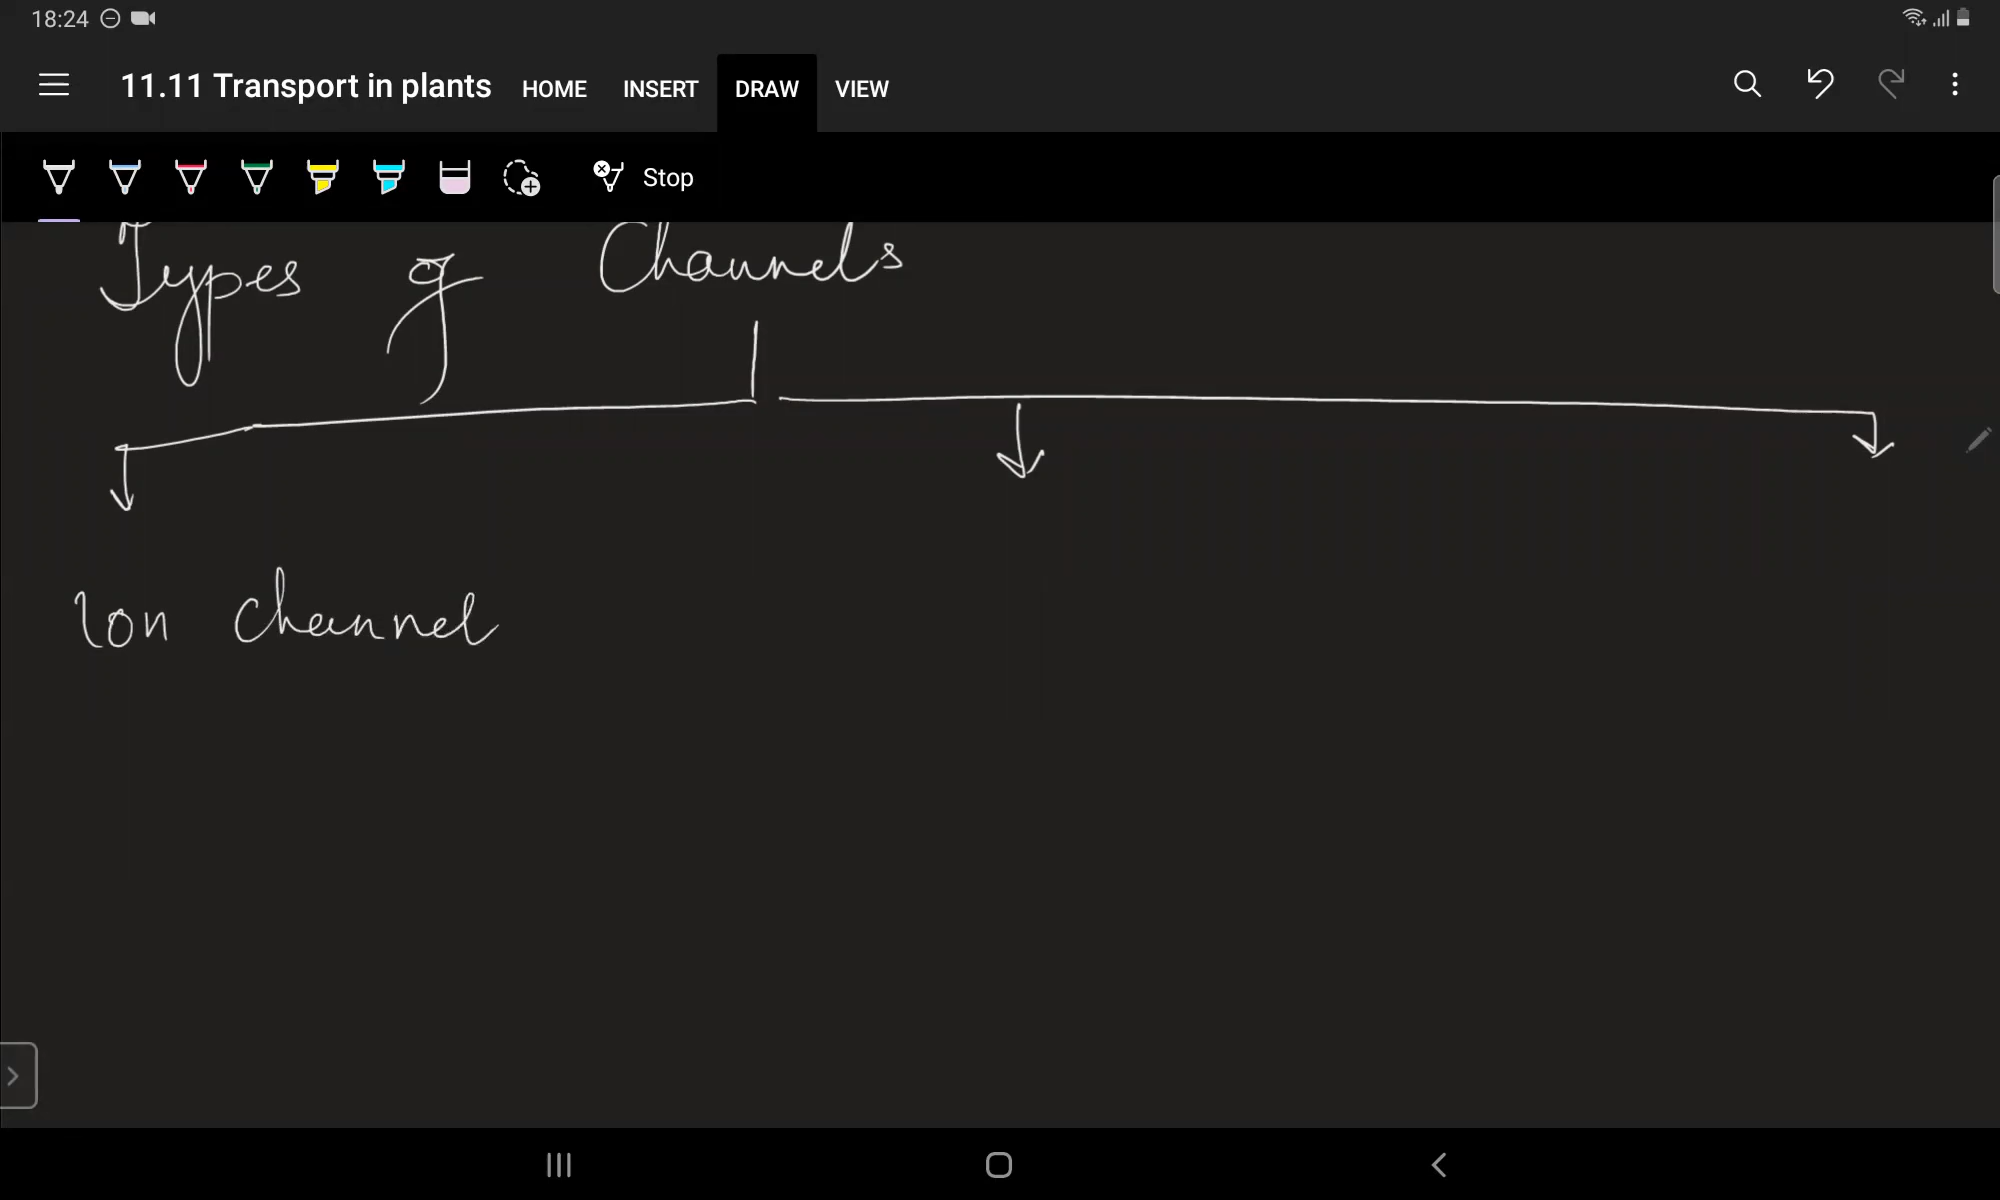 18:24
11.11 Transport in plants HOME INSERT DRAW VIEW
Stop
Types of Channels
Ion channel